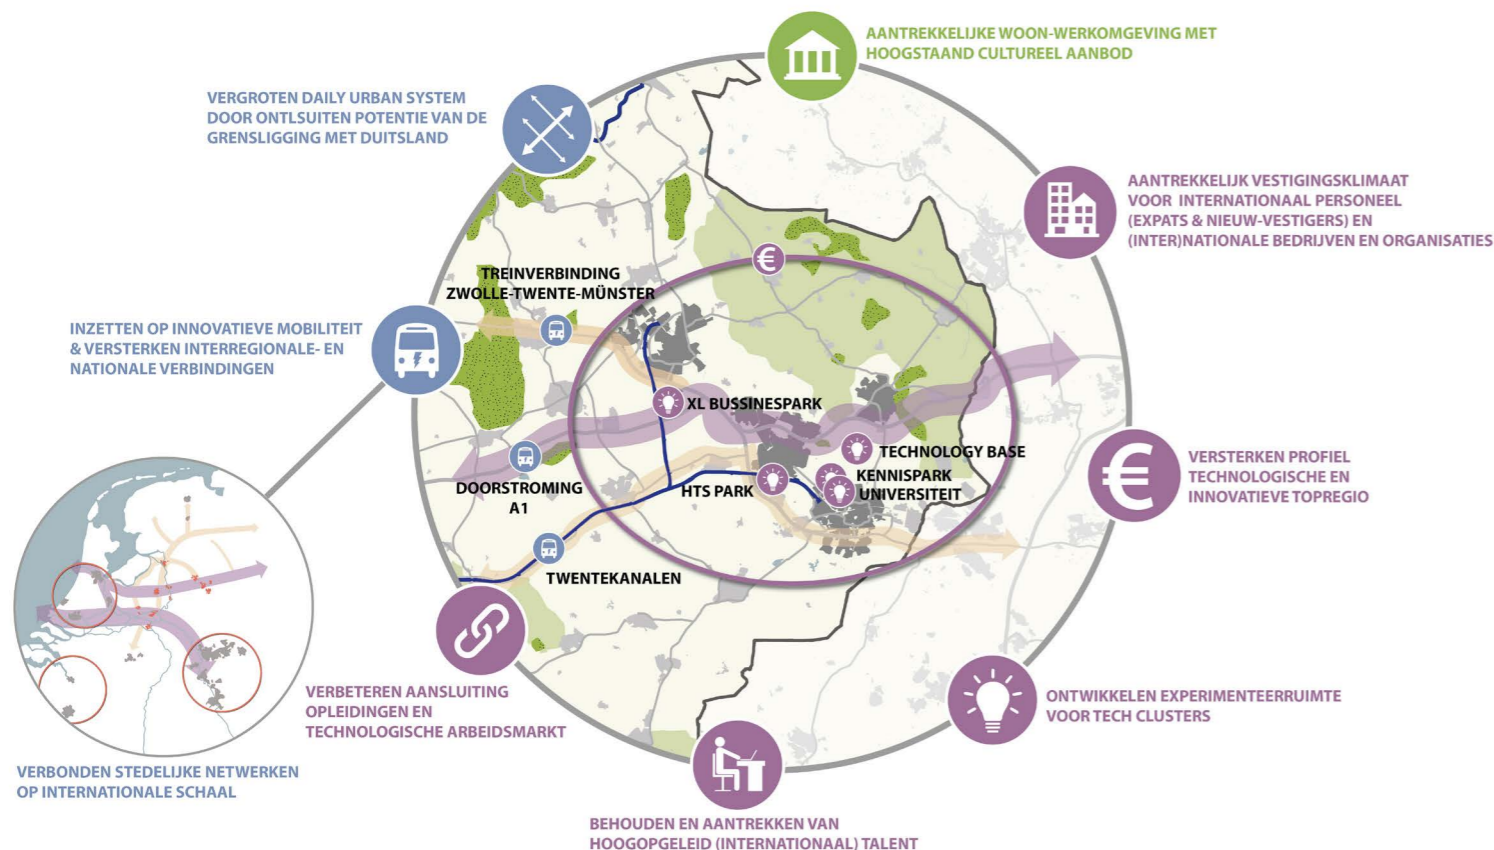 AANTREKKELIJKE WOON-WERKOMGEVING MET
HOOGSTAAND CULTUREEL AANBOD
VERGROTEN DAILY URBAN SYSTEM
DOOR ONTLSUITEN POTENTIE VAN DE
GRENSLIGGING MET DUITSLAND
AANTREKKELIJK VESTIGINGSKLIMAAT
VOOR INTERNATIONAAL PERSONEEL
(EXPATS & NIEUW-VESTIGERS) EN
(INTER)NATIONALE BEDRIJVEN EN ORGANISATIES
TREINVERBINDING
ZWOLLE-TWENTE-MÜNSTER
INZETTEN OP INNOVATIEVE MOBILITEIT
& VERSTERKEN INTERREGIONALE- EN
NATIONALE VERBINDINGEN
XL BUSSINESPARK
TECHNOLOGY BASE
KENNISPARK
UNIVERSITEIT
HTS PARK
DOORSTROMING
A1
TWENTEKANALEN
€
€
VERSTERKEN PROFIEL
TECHNOLOGISCHE EN
INNOVATIEVE TOPREGIO
VERBETEREN AANSLUITING
OPLEIDINGEN EN
TECHNOLOGISCHE ARBEIDSMARKT
ONTWIKKELEN EXPERIMENTEERRUIMTE
VOOR TECH CLUSTERS
VERBONDEN STEDELIJKE NETWERKEN
OP INTERNATIONALE SCHAAL
BEHOUDEN EN AANTREKKEN VAN
HOOGOPGELEID (INTERNATIONAAL) TALENT